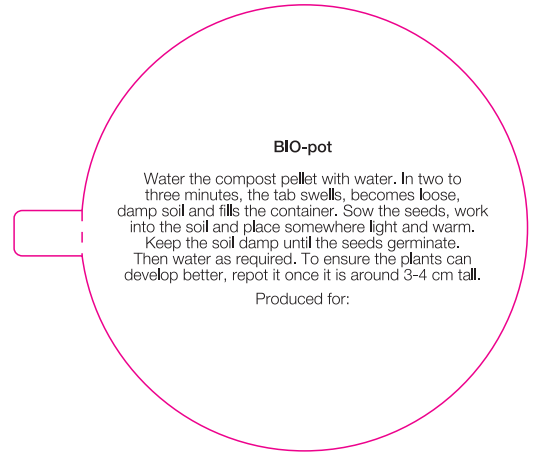 BIO-pot
Water the compost pellet with water. In two to
three minutes, the tab swells, becomes loose,
damp soil and fills the container. Sow the seeds, work
into the soil and place somewhere light and warm.
Keep the soil damp until the seeds germinate.
Then water as required. To ensure the plants can
develop better, repot it once it is around 3-4 cm tall.
Produced for: